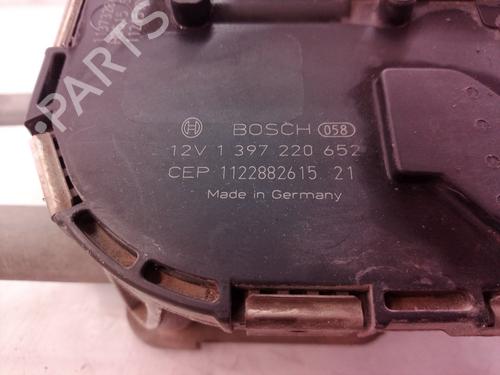 BOSCH 058
12V 1 397 220 652
CEP 1122882615 21
Made in Germany
B-PARTS